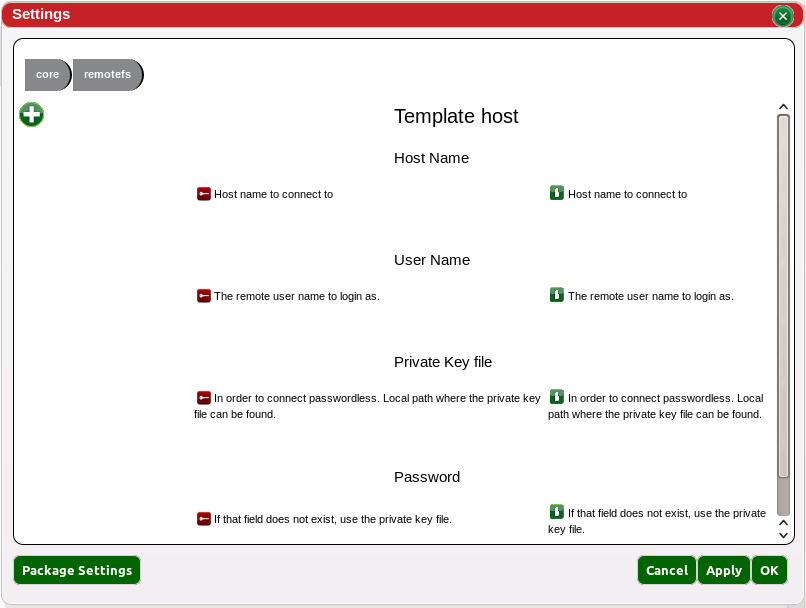 Settings
core remotefs
Template host
Host Name
Host name to connect to Host name to connect to
User Name
The remote user name to login as. The remote user name to login as.
Private Key file
In order to connect passwordless. Local path where the private key In order to connect passwordless. Local
file can be found. path where the private key file can be found.
Password
If that field does not exist, use the private key file. If that field does not exist, use the private
key file.
Package Settings Cancel Apply OK